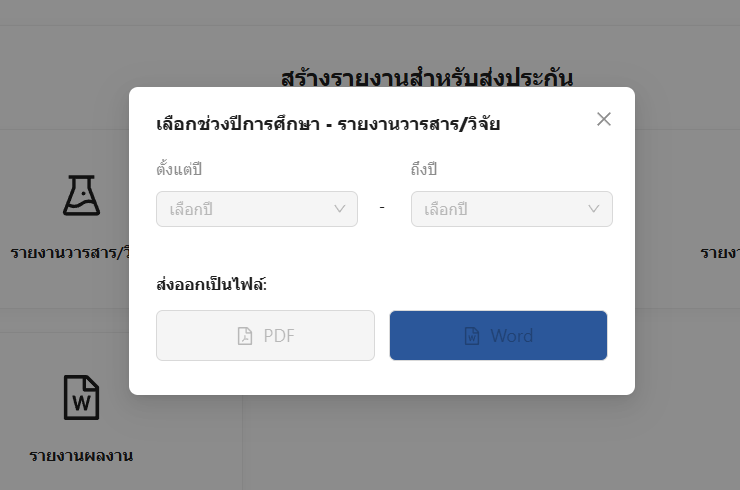 สร้างรายงานสำหรับส่งประกัน
เลือกช่วงปีการศึกษา - รายงานวารสาร/วิจัย
ตั้งแต่ปี
ถึงปี
เลือกปี
-
เลือกปี
รายงานวารสาร/วิ
รายง
ส่งออกเป็นไฟล์:
PDF
Word
W
รายงานผลงาน